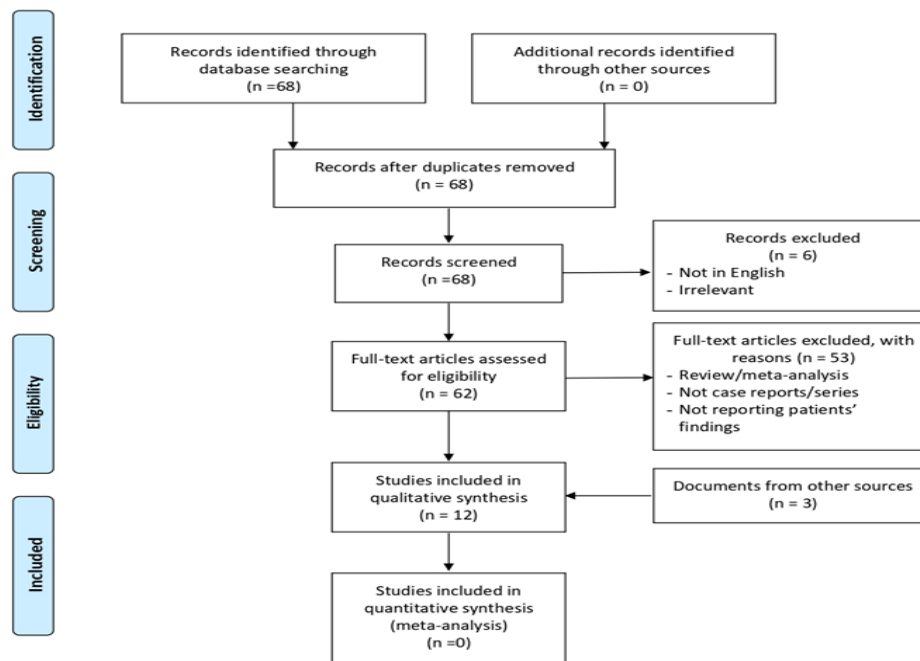 Identification
Records identified through
database searching
(n =68)
Additional records identified
through other sources
(n = 0)
Records after duplicates removed
(n = 68)
Screening
Records screened
(n =68)
Records excluded
(n = 6)
- Not in English
- Irrelevant
Eligibility
Full-text articles assessed
for eligibility
(n = 62)
Full-text articles excluded, with
reasons (n = 53)
- Review/meta-analysis
- Not case reports/series
- Not reporting patients’
findings
Included
Studies included in
qualitative synthesis
(n = 12)
Documents from other sources
(n = 3)
Studies included in
quantitative synthesis
(meta-analysis)
(n =0)